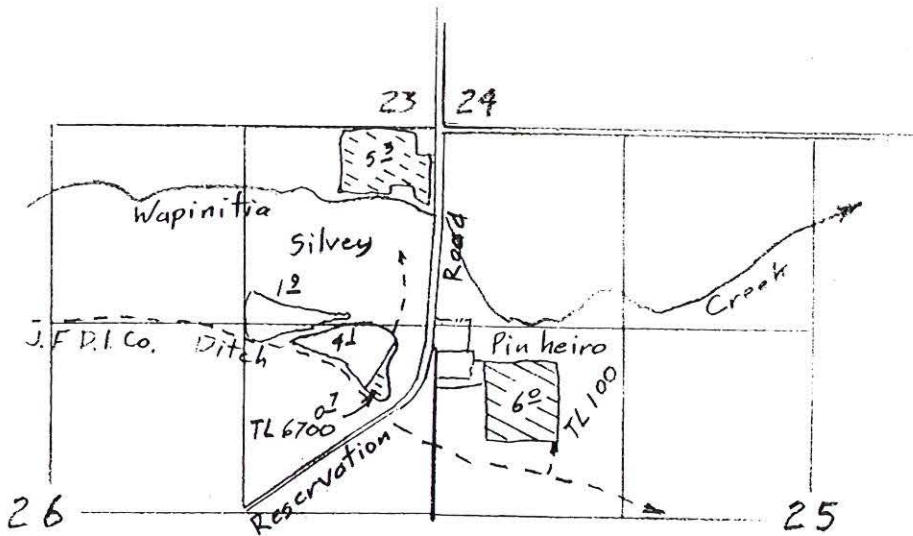 23 24
5 3
Wapinitia
Silvey
Road
Creek
1 9
J.F.D.I. Co. Ditch
4 1
Pinheiro
6 0
TL 100
0 7
TL 6700
Reservation
26
25